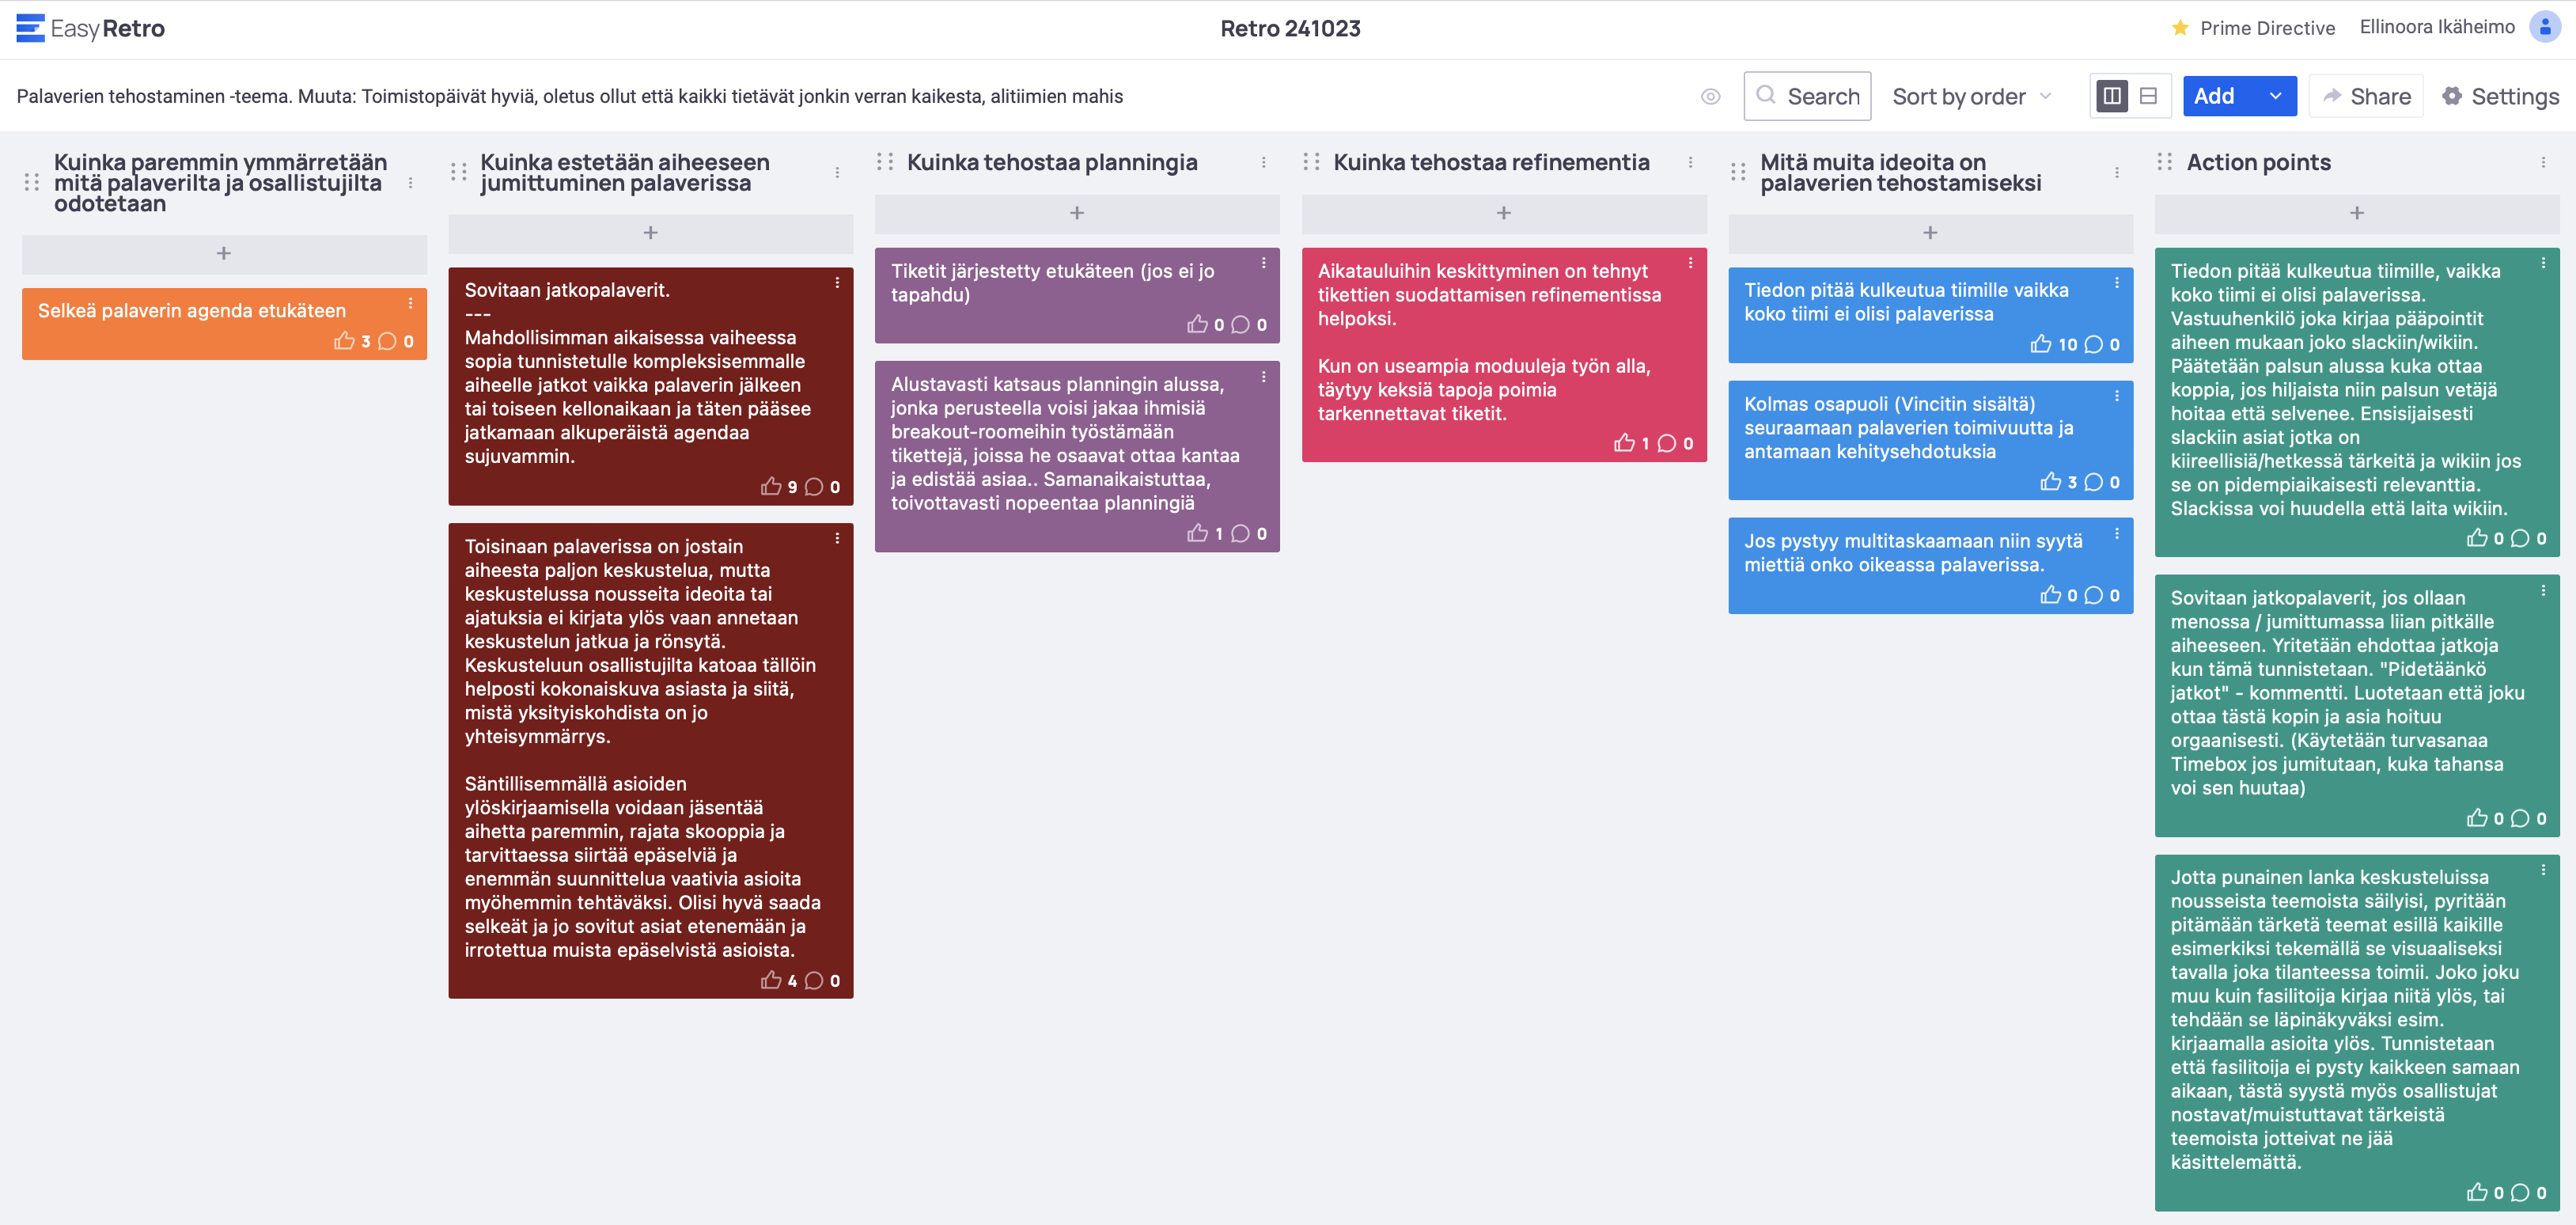 EasyRetro
Retro 241023
Prime Directive
Ellinoora Ikäheimo
Palaverien tehostaminen -teema. Muuta: Toimistopäivät hyviä, oletus ollut että kaikki tietävät jonkin verran kaikesta, alitiimien mahis
Search
Sort by order
Add
Share
Settings
Kuinka paremmin ymmärretään
mitä palaverilta ja osallistujilta
odotetaan
+
Selkeä palaverin agenda etukäteen
3 0
Kuinka estetään aiheeseen
jumittuminen palaverissa
+
Sovitaan jatkopalaverit.
---
Mahdollisimman aikaisessa vaiheessa
sopia tunnistetulle kompleksisemmalle
aiheelle jatkot vaikka palaverin jälkeen
tai toiseen kellonaikaan ja täten pääsee
jatkamaan alkuperäistä agendaa
sujuvammin.
9 0
Toisinaan palaverissa on jostain
aiheesta paljon keskustelua, mutta
keskustelussa nousseita ideoita tai
ajatuksia ei kirjata ylös vaan annetaan
keskustelun jatkua ja rönsytä.
Keskusteluun osallistujilta katoaa tällöin
helposti kokonaiskuva asiasta ja siitä,
mistä yksityiskohdista on jo
yhteisymmärrys.
Säntillisemmällä asioiden
ylöskirjaamisella voidaan jäsentää
aihetta paremmin, rajata skooppia ja
tarvittaessa siirtää epäselviä ja
enemmän suunnittelua vaativia asioita
myöhemmin tehtäväksi. Olisi hyvä saada
selkeät ja jo sovitut asiat etenemään ja
irrotettua muista epäselvistä asioista.
4 0
Kuinka tehostaa planningia
+
Tiketit järjestetty etukäteen (jos ei jo
tapahdu)
0 0
Alustavasti katsaus planningin alussa,
jonka perusteella voisi jakaa ihmisiä
breakout-roomeihin työstämään
tikettejä, joissa he osaavat ottaa kantaa
ja edistää asiaa.. Samanaikaistuttaa,
toivottavasti nopeentaa planningiä
1 0
Kuinka tehostaa refinementia
+
Aikatauluihin keskittyminen on tehnyt
tikettien suodattamisen refinementissa
helpoksi.
Kun on useampia moduuleja työn alla,
täytyy keksiä tapoja poimia
tarkennettavat tiketit.
1 0
Mitä muita ideoita on
palaverien tehostamiseksi
+
Tiedon pitää kulkeutua tiimille vaikka
koko tiimi ei olisi palaverissa
10 0
Kolmas osapuoli (Vincitin sisältä)
seuraamaan palaverien toimivuutta ja
antamaan kehitysehdotuksia
3 0
Jos pystyy multitaskaamaan niin syytä
miettiä onko oikeassa palaverissa.
0 0
Action points
+
Tiedon pitää kulkeutua tiimille, vaikka
koko tiimi ei olisi palaverissa.
Vastuuhenkilö joka kirjaa pääpointit
aiheen mukaan joko slackiin/wikiin.
Päätetään palsun alussa kuka ottaa
koppia, jos hiljaista niin palsun vetäjä
hoitaa että selvenee. Ensisijaisesti
slackiin asiat jotka on
kiireellisiä/hetkessä tärkeitä ja wikiin jos
se on pidempiaikaisesti relevanttia.
Slackissa voi huudella että laita wikiin.
0 0
Sovitaan jatkopalaverit, jos ollaan
menossa / jumittumassa liian pitkälle
aiheeseen. Yritetään ehdottaa jatkoja
kun tämä tunnistetaan. "Pidetäänkö
jatkot" - kommentti. Luotetaan että joku
ottaa tästä kopin ja asia hoituu
orgaanisesti. (Käytetään turvasanaa
Timebox jos jumitutaan, kuka tahansa
voi sen huutaa)
0 0
Jotta punainen lanka keskusteluissa
nousseista teemoista säilyisi, pyritään
pitämään tärketä teemat esillä kaikille
esimerkiksi tekemällä se visuaaliseksi
tavalla joka tilanteessa toimii. Joko joku
muu kuin fasilitoija kirjaa niitä ylös, tai
tehdään se läpinäkyväksi esim.
kirjaamalla asioita ylös. Tunnistetaan
että fasilitoija ei pysty kaikkeen samaan
aikaan, tästä syystä myös osallistujat
nostavat/muistuttavat tärkeistä
teemoista jotteivat ne jää
käsittelemättä.
0 0